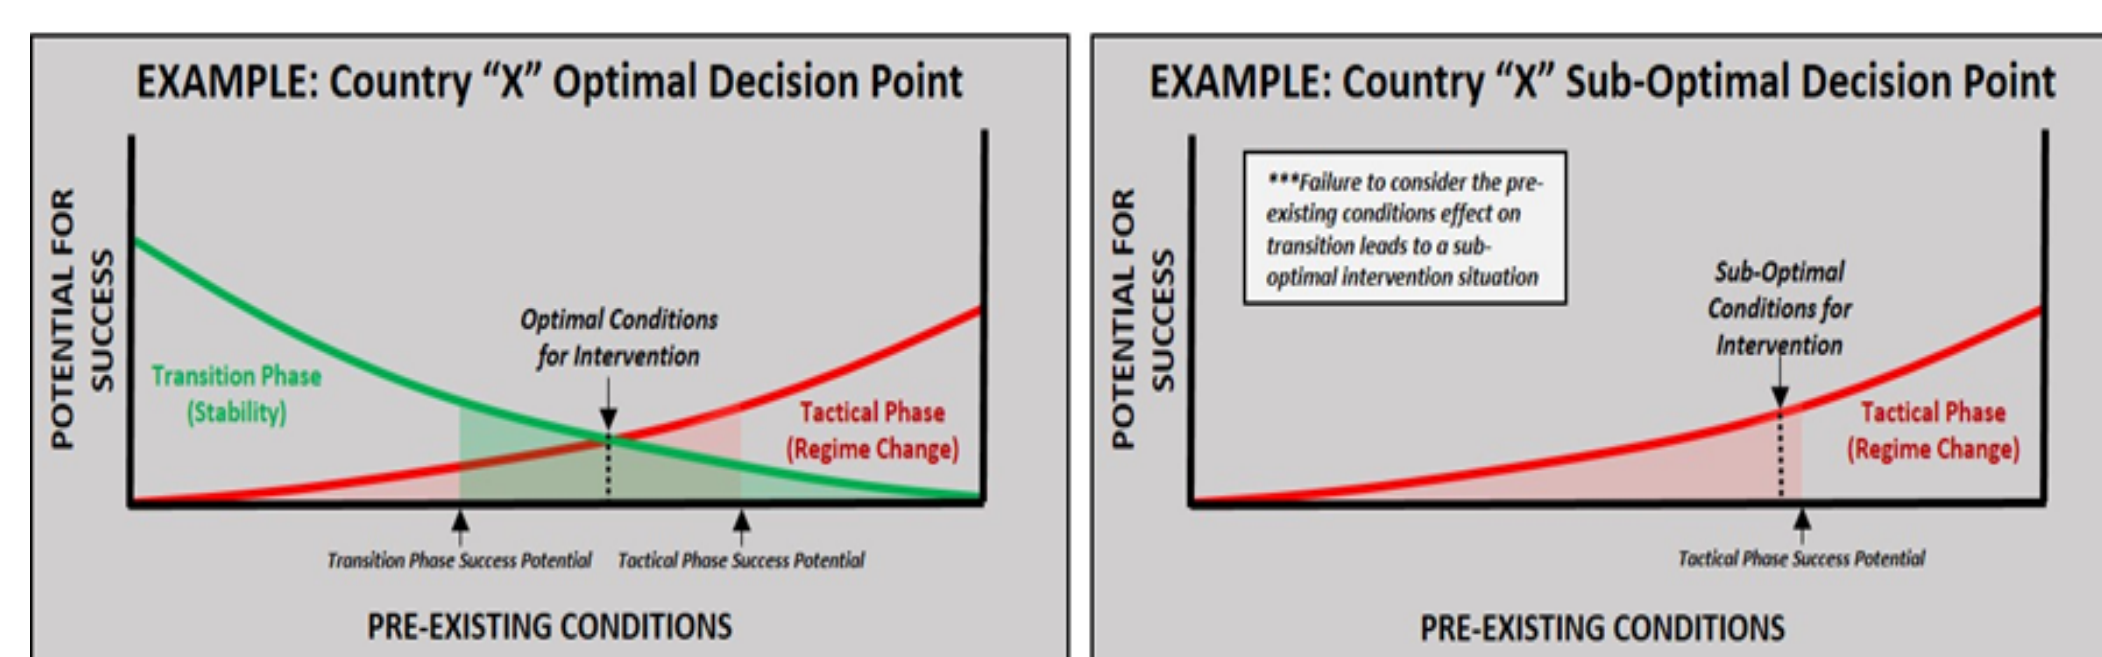 EXAMPLE: Country “X” Optimal Decision Point
POTENTIAL FOR
SUCCESS
Optimal Conditions
for Intervention
Transition Phase
(Stability)
Tactical Phase
(Regime Change)
Transition Phase Success Potential
Tactical Phase Success Potential
PRE-EXISTING CONDITIONS
EXAMPLE: Country “X” Sub-Optimal Decision Point
POTENTIAL FOR
SUCCESS
***Failure to consider the pre-
existing conditions effect on
transition leads to a sub-
optimal intervention situation
Sub-Optimal
Conditions for
Intervention
Tactical Phase
(Regime Change)
Tactical Phase Success Potential
PRE-EXISTING CONDITIONS